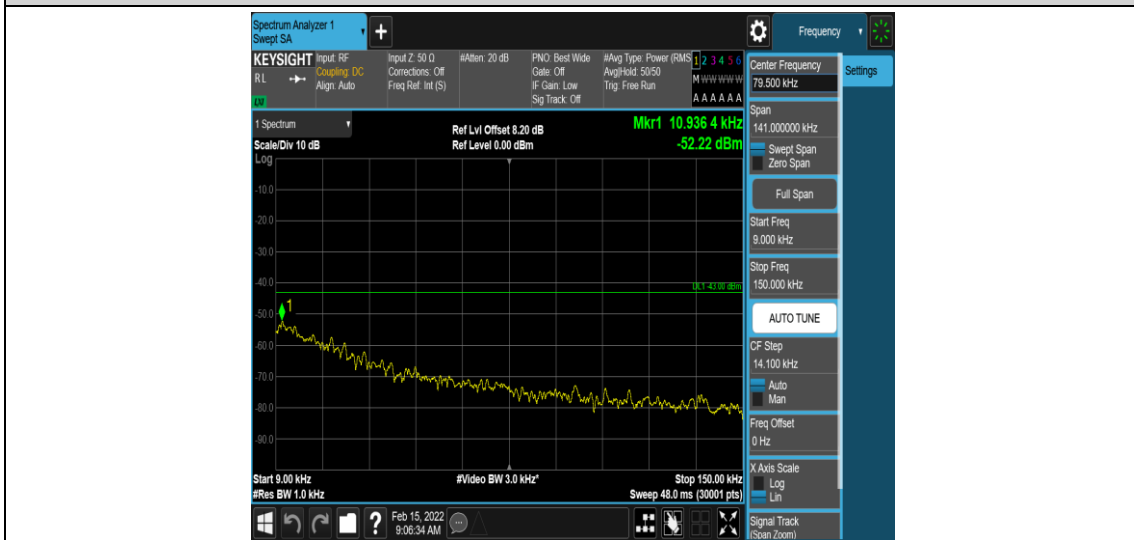 Spectrum Analyzer 1
Swept SA
+
Frequency
KEYSIGHT
RL
Input: RF
Coupling: DC
Align: Auto
Input Z: 50 Ω
Corrections: Off
Freq Ref: Int (S)
#Atten: 20 dB
PNO: Best Wide
Gate: Off
IF Gain: Low
Sig Track: Off
#Avg Type: Power (RMS
Avg|Hold: 50/50
Trig: Free Run
1 2 3 4 5 6
M W W W W W
A A A A A A
1 Spectrum
Scale/Div 10 dB
Ref Lvl Offset 8.20 dB
Ref Level 0.00 dBm
Mkr1 10.936 4 kHz
-52.22 dBm
Log
-10.0
-20.0
-30.0
-40.0
-50.0
-60.0
-70.0
-80.0
-90.0
DL1 -43.00 dBm
1
Start 9.00 kHz
#Res BW 1.0 kHz
#Video BW 3.0 kHz*
Stop 150.00 kHz
Sweep 48.0 ms (30001 pts)
Feb 15, 2022
9:06:34 AM
?
Center Frequency
79.500 kHz
Settings
Span
141.000000 kHz
Swept Span
Zero Span
Full Span
Start Freq
9.000 kHz
Stop Freq
150.000 kHz
AUTO TUNE
CF Step
14.100 kHz
Auto
Man
Freq Offset
0 Hz
X Axis Scale
Log
Lin
Signal Track
(Span Zoom)